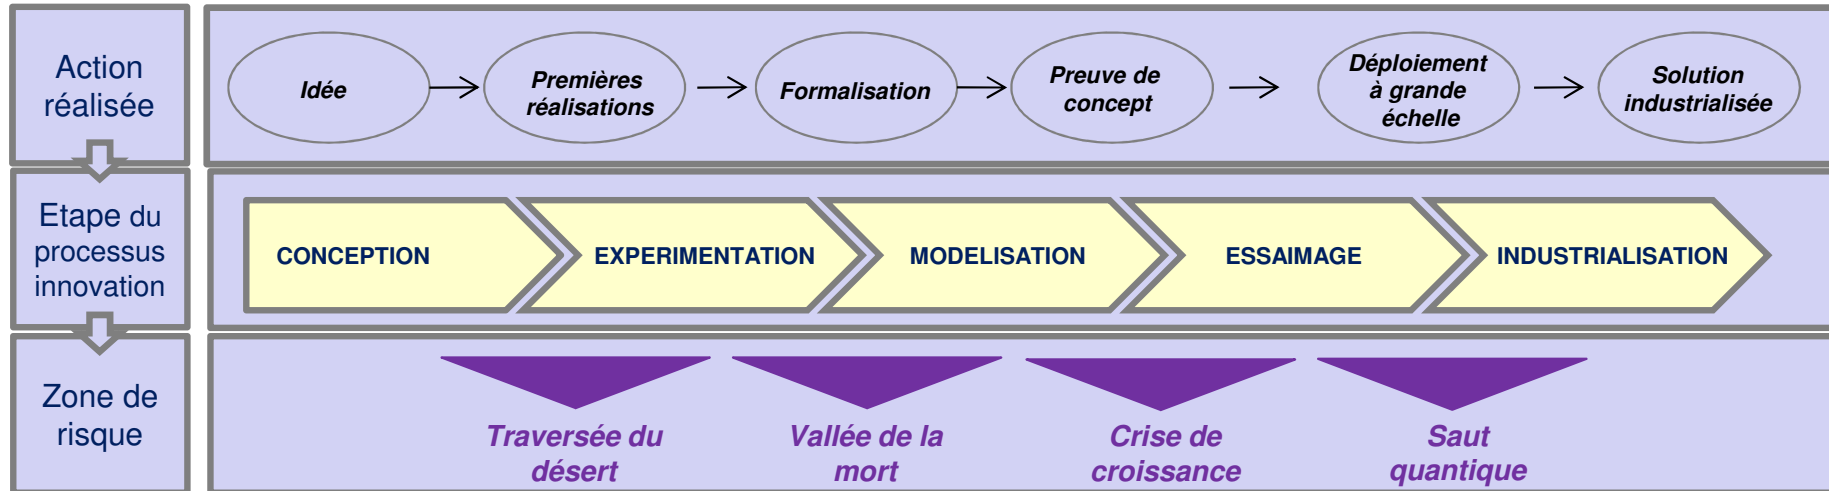 Action
réalisée
Idée
Premières
réalisations
Formalisation
Preuve de
concept
Déploiement
à grande
échelle
Solution
industrialisée
Etape du
processus
innovation
CONCEPTION
EXPERIMENTATION
MODELISATION
ESSAIMAGE
INDUSTRIALISATION
Zone de
risque
Traversée du
désert
Vallée de la
mort
Crise de
croissance
Saut
quantique